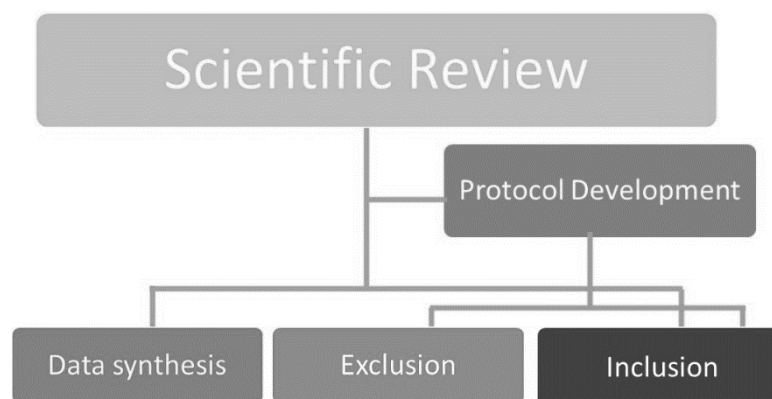 Scientific Review
Protocol Development
Data synthesis
Exclusion
Inclusion